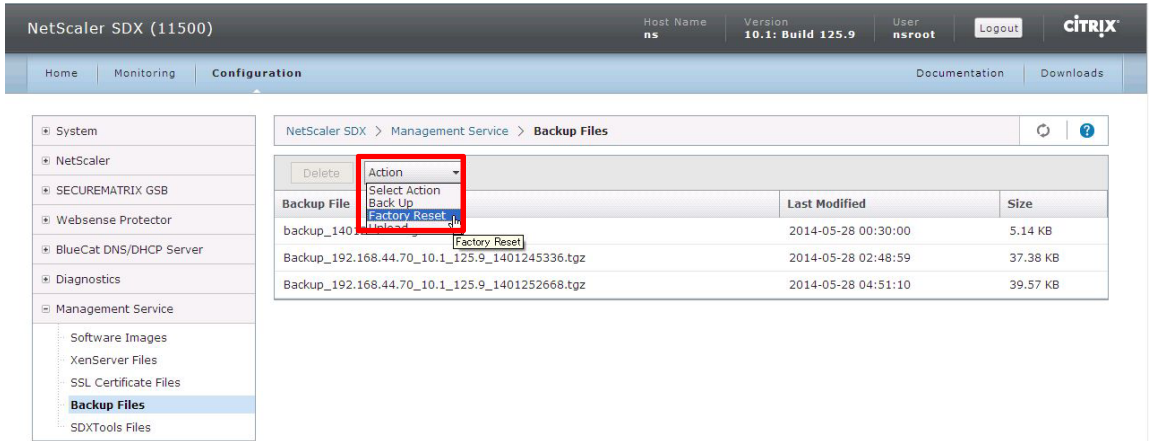 NetScaler SDX (11500)
Host Name
ns
Version
10.1: Build 125.9
User
nsroot
Logout
CİTRIX
Home
Monitoring
Configuration
Documentation
Downloads
System
NetScaler
SECUREMATRIX GSB
Websense Protector
BlueCat DNS/DHCP Server
Diagnostics
Management Service
Software Images
XenServer Files
SSL Certificate Files
Backup Files
SDXTools Files
NetScaler SDX > Management Service > Backup Files
?
Delete
Action
Select Action
Back Up
Factory Reset
Upload
Factory Reset
Backup File Last Modified Size
2014-05-28 00:30:00 5.14 KB
Backup_192.168.44.70_10.1_125.9_1401245336.tgz 2014-05-28 02:48:59 37.38 KB
Backup_192.168.44.70_10.1_125.9_1401252668.tgz 2014-05-28 04:51:10 39.57 KB